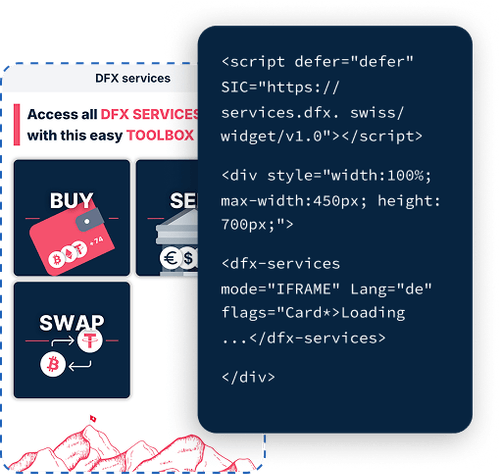 DFX services
Access all DFX SERVICES
with this easy TOOLBOX
BUY
+74
SE
SWAP
<script defer="defer"
SIC="https://
services.dfx. swiss/
widget/v1.0"></script>
<div style="width:100%;
max-width:450px; height:
700px;">
<dfx-services
mode="IFRAME" Lang="de"
flags="Card*>Loading
...</dfx-services>
</div>